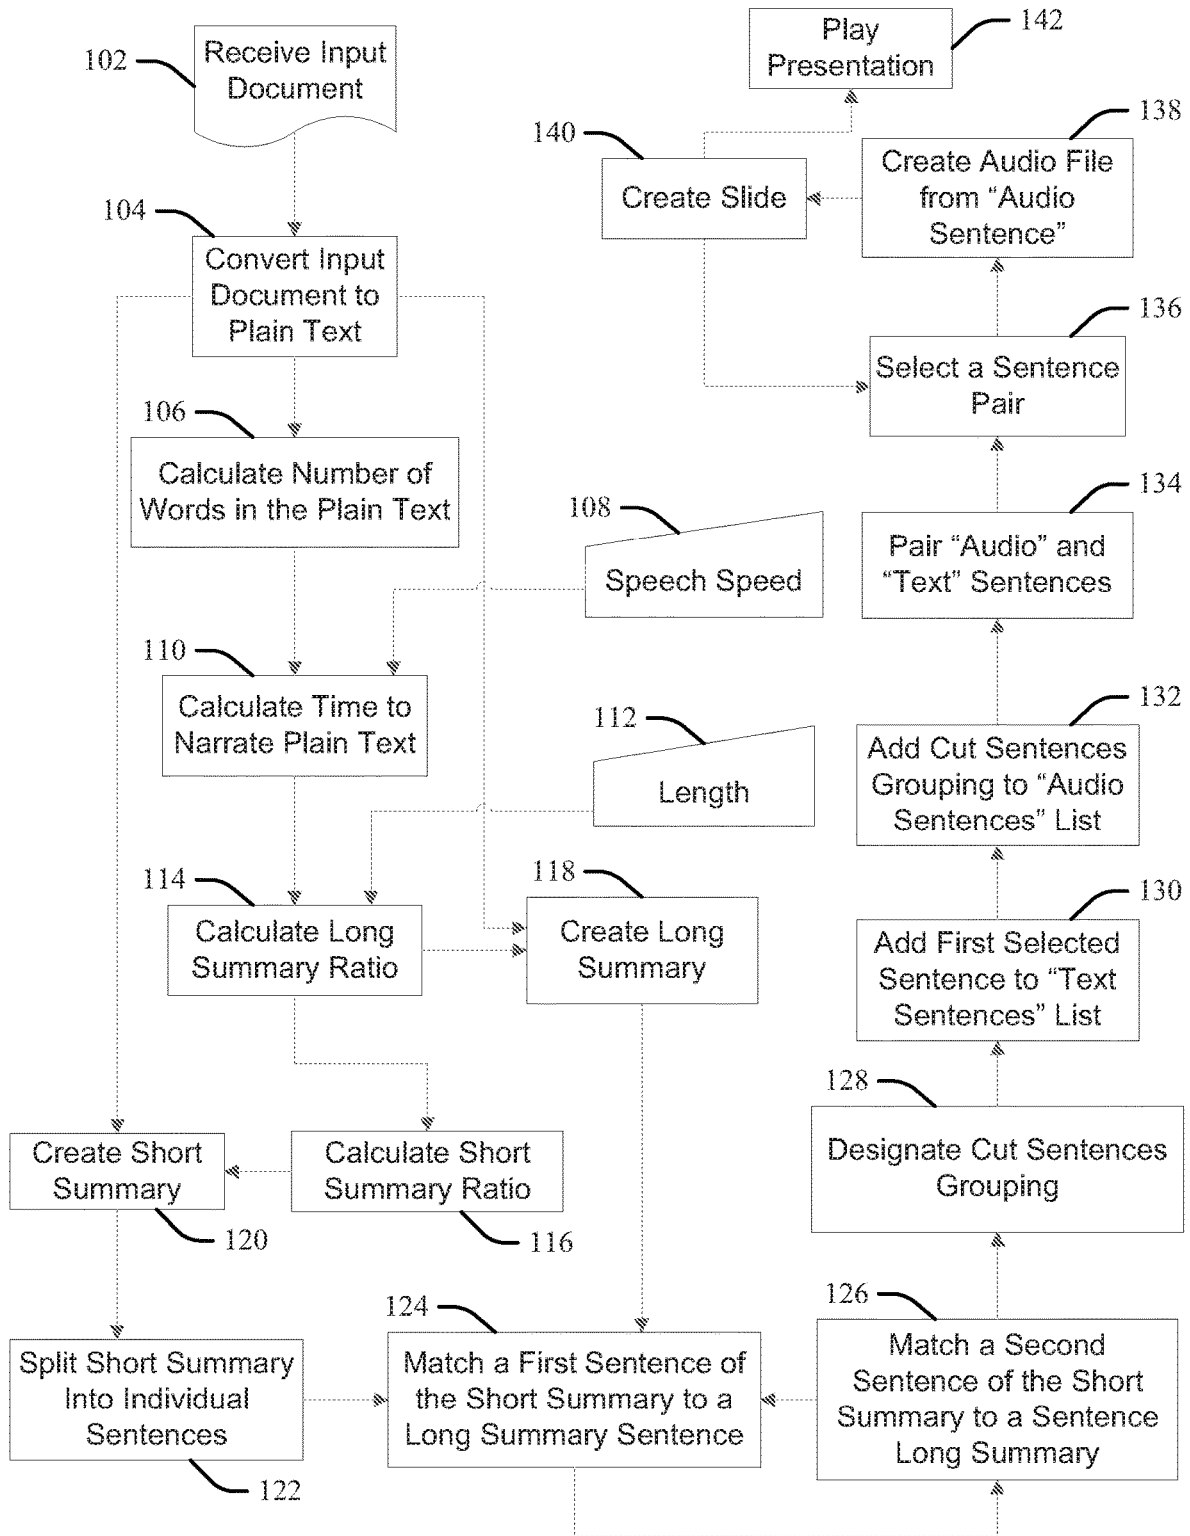 102
Receive Input
Document
104
Convert Input
Document to
Plain Text
106
Calculate Number of
Words in the Plain Text
108
Speech Speed
110
Calculate Time to
Narrate Plain Text
112
Length
114
Calculate Long
Summary Ratio
118
Create Long
Summary
Create Short
Summary
120
Calculate Short
Summary Ratio
116
Split Short Summary
Into Individual
Sentences
122
124
Match a First Sentence of
the Short Summary to a
Long Summary Sentence
126
Match a Second
Sentence of the Short
Summary to a Sentence
Long Summary
128
Designate Cut Sentences
Grouping
130
Add First Selected
Sentence to “Text
Sentences” List
132
Add Cut Sentences
Grouping to “Audio
Sentences” List
134
Pair “Audio” and
“Text” Sentences
136
Select a Sentence
Pair
138
Create Audio File
from “Audio
Sentence”
140
Create Slide
142
Play
Presentation